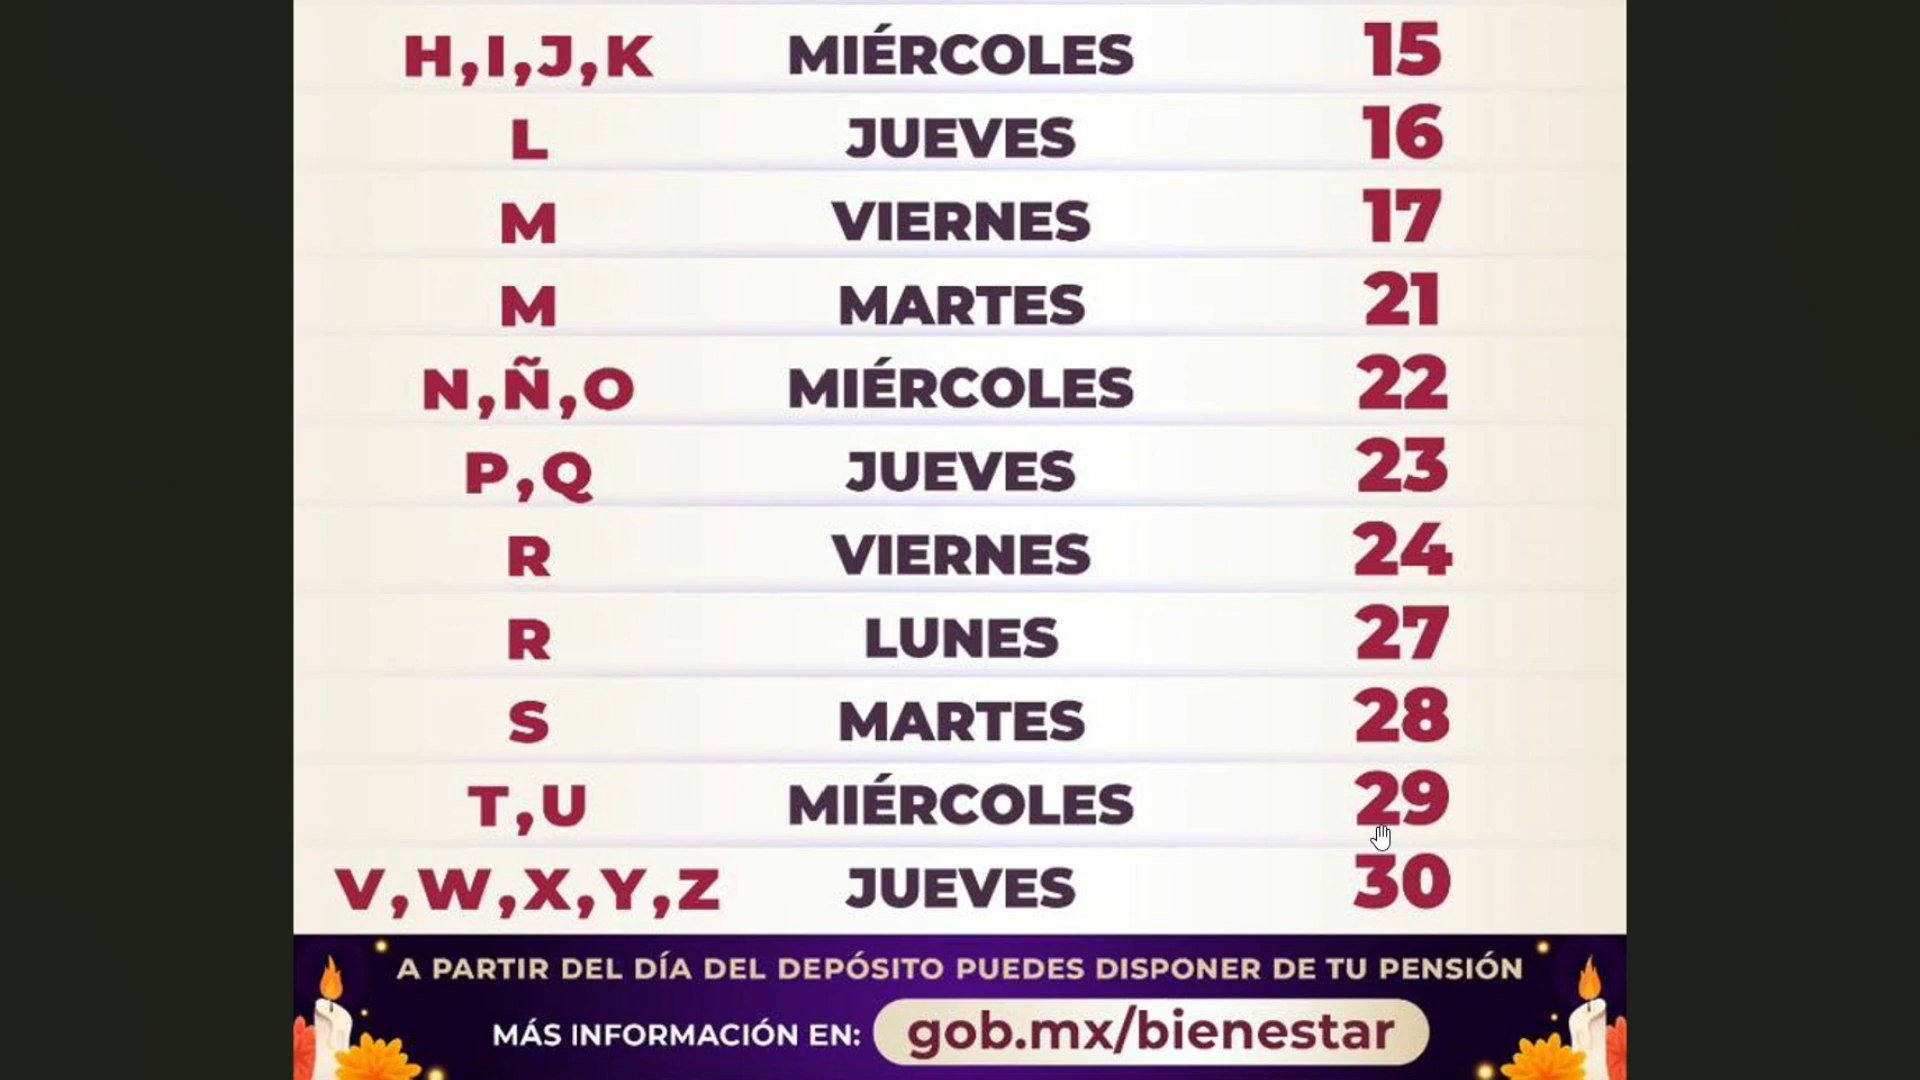 H,I,J,K MIÉRCOLES 15
L JUEVES 16
M VIERNES 17
M MARTES 21
N,Ñ,O MIÉRCOLES 22
P,Q JUEVES 23
R VIERNES 24
R LUNES 27
S MARTES 28
T,U MIÉRCOLES 29
V,W,X,Y,Z JUEVES 30
A PARTIR DEL DÍA DEL DEPÓSITO PUEDES DISPONER DE TU PENSIÓN
MÁS INFORMACIÓN EN: gob.mx/bienestar